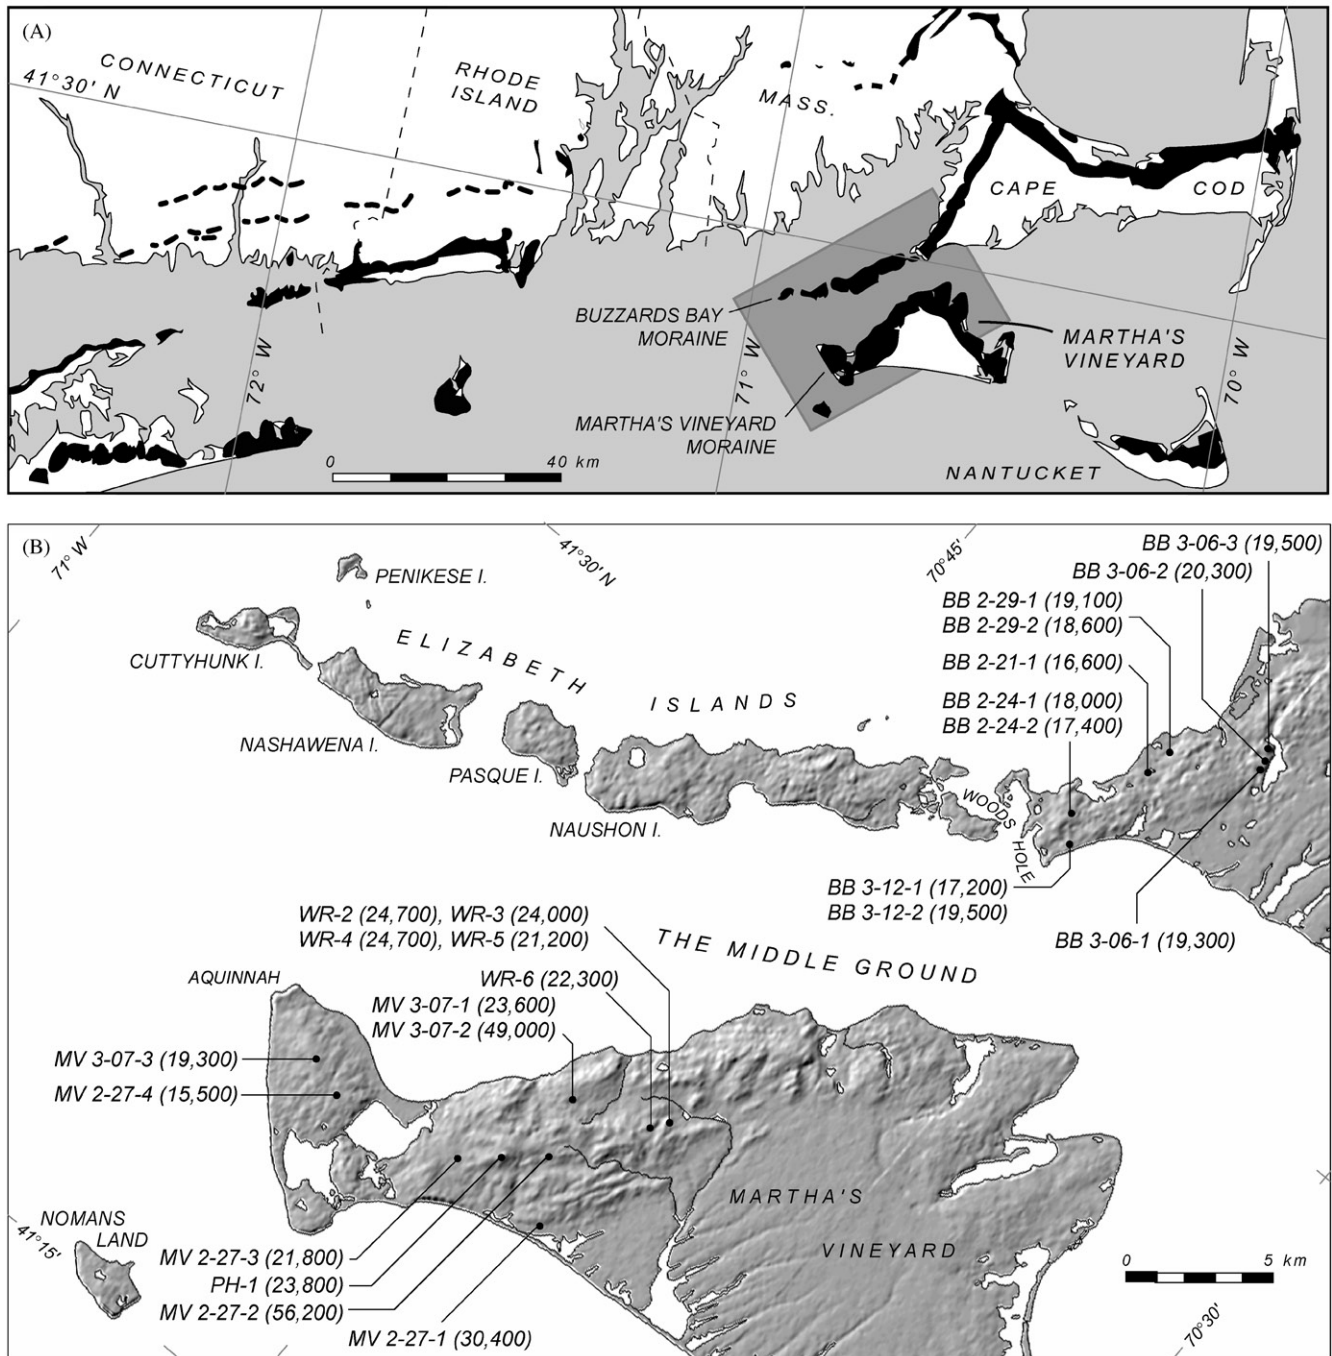 (A)
CONNECTICUT
41°30' N
RHODE
ISLAND
MASS.
CAPE
COD
BUZZARDS BAY
MORAINE
MARTHA'S
VINEYARD
MARTHA'S VINEYARD
MORAINE
72° W
71° W
70° W
NANTUCKET
0
40 km
(B)
71° W
41°30' N
70°45'
PENIKESE I.
CUTTYHUNK I.
ELIZABETH
ISLANDS
NASHAWENA I.
PASQUE I.
NAUSHON I.
WOODS
HOLE
BB 3-06-3 (19,500)
BB 3-06-2 (20,300)
BB 2-29-1 (19,100)
BB 2-29-2 (18,600)
BB 2-21-1 (16,600)
BB 2-24-1 (18,000)
BB 2-24-2 (17,400)
BB 3-12-1 (17,200)
BB 3-12-2 (19,500)
BB 3-06-1 (19,300)
WR-2 (24,700), WR-3 (24,000)
WR-4 (24,700), WR-5 (21,200)
WR-6 (22,300)
MV 3-07-1 (23,600)
MV 3-07-2 (49,000)
THE MIDDLE GROUND
AQUINNAH
MV 3-07-3 (19,300)
MV 2-27-4 (15,500)
MARTHA'S
VINEYARD
NOMANS
LAND
41°15'
MV 2-27-3 (21,800)
PH-1 (23,800)
MV 2-27-2 (56,200)
MV 2-27-1 (30,400)
0
5 km
70°30'